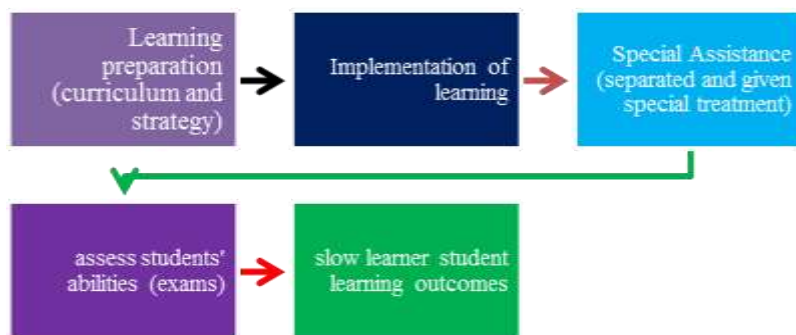 Learning
preparation
(curriculum and
strategy)
Implementation of
learning
Special Assistance
(separated and given
special treatment)
assess students'
abilities (exams)
slow learner student
learning outcomes